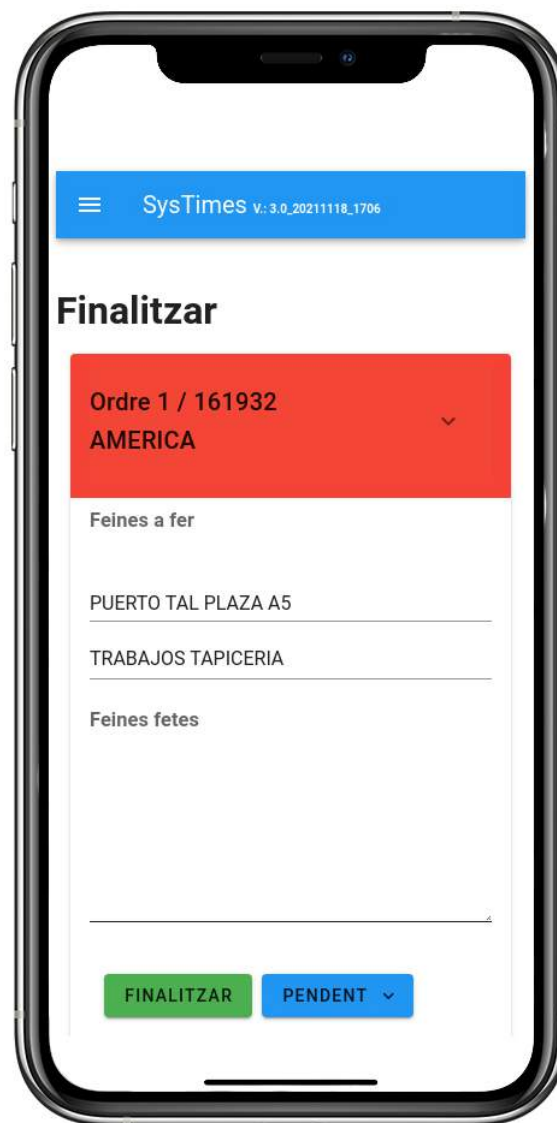 SysTimes V.: 3.0_20211118_1706
Finalitzar
Ordre 1 / 161932
AMERICA
Feines a fer
PUERTO TAL PLAZA A5
TRABAJOS TAPICERIA
Feines fetes
FINALITZAR PENDENT